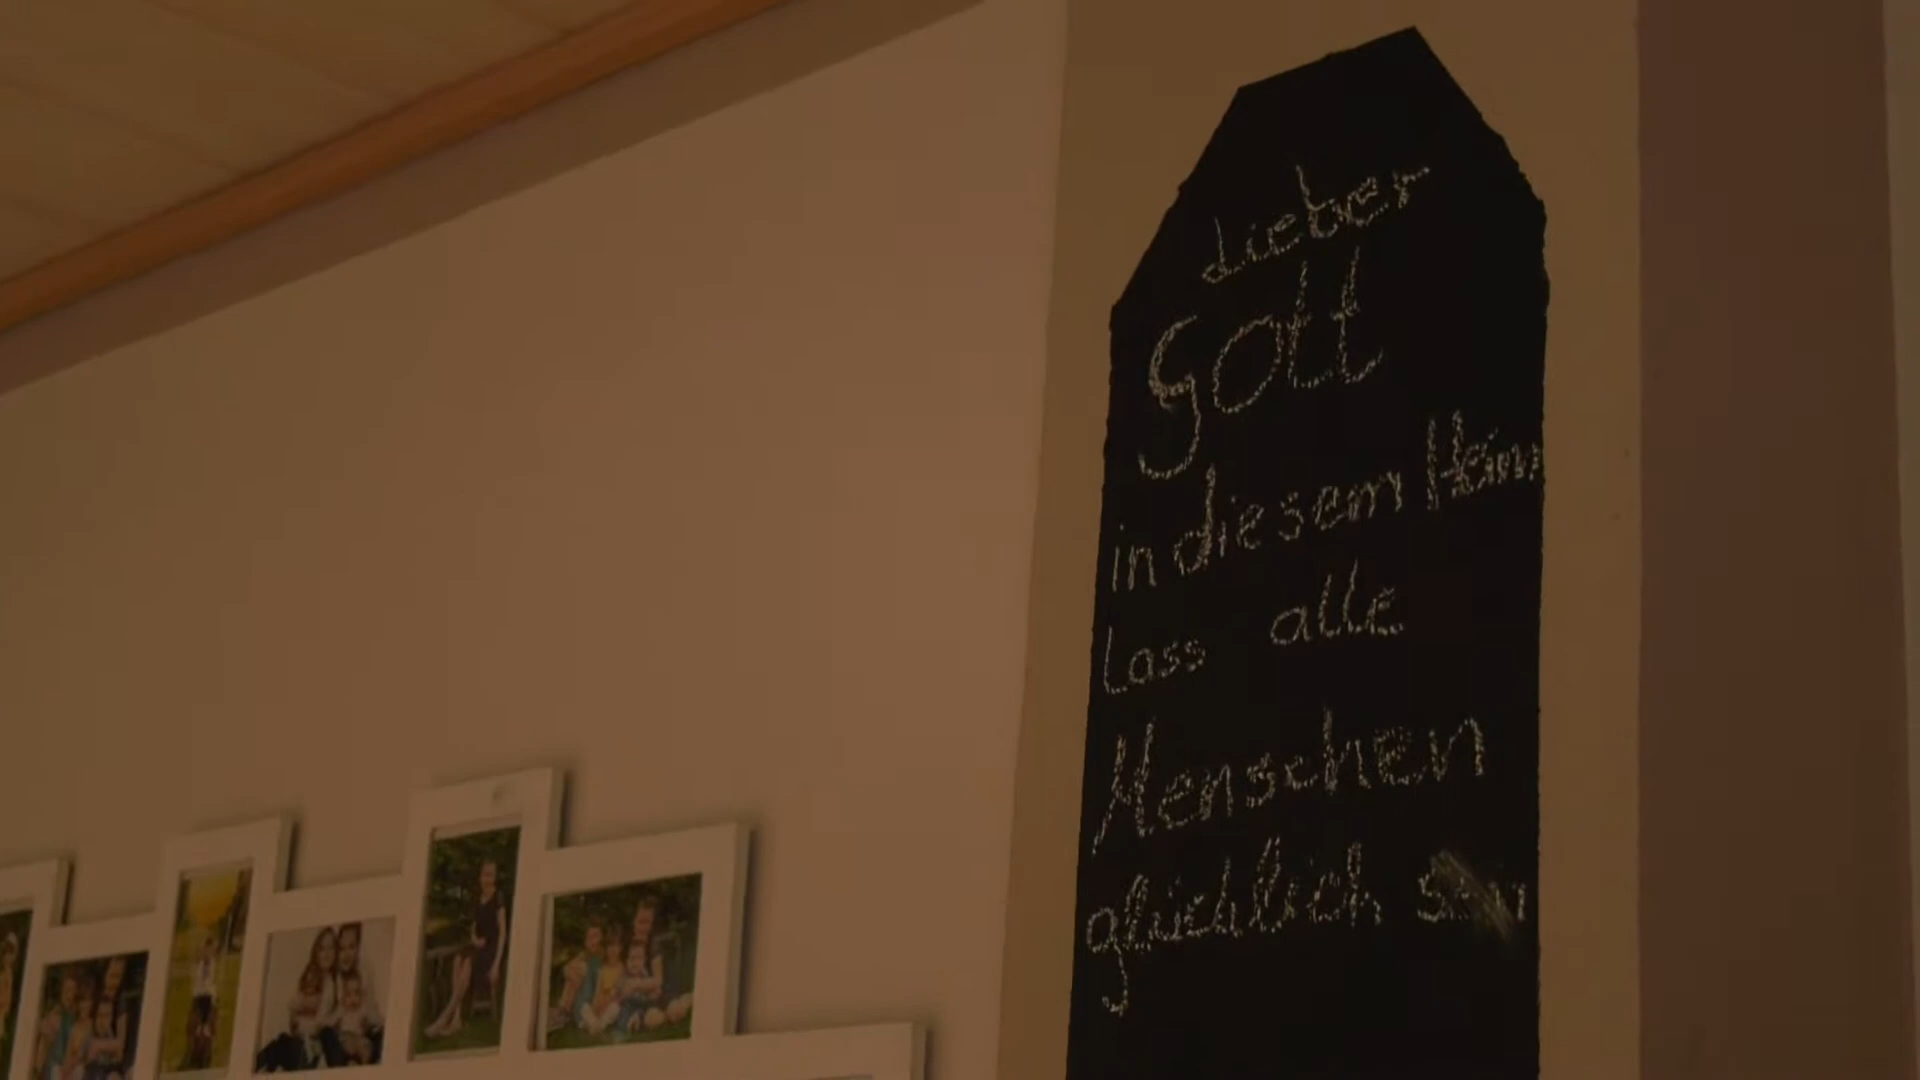 Lieber
Gott
in diesem Heim
lass alle
Menschen
glücklich sein